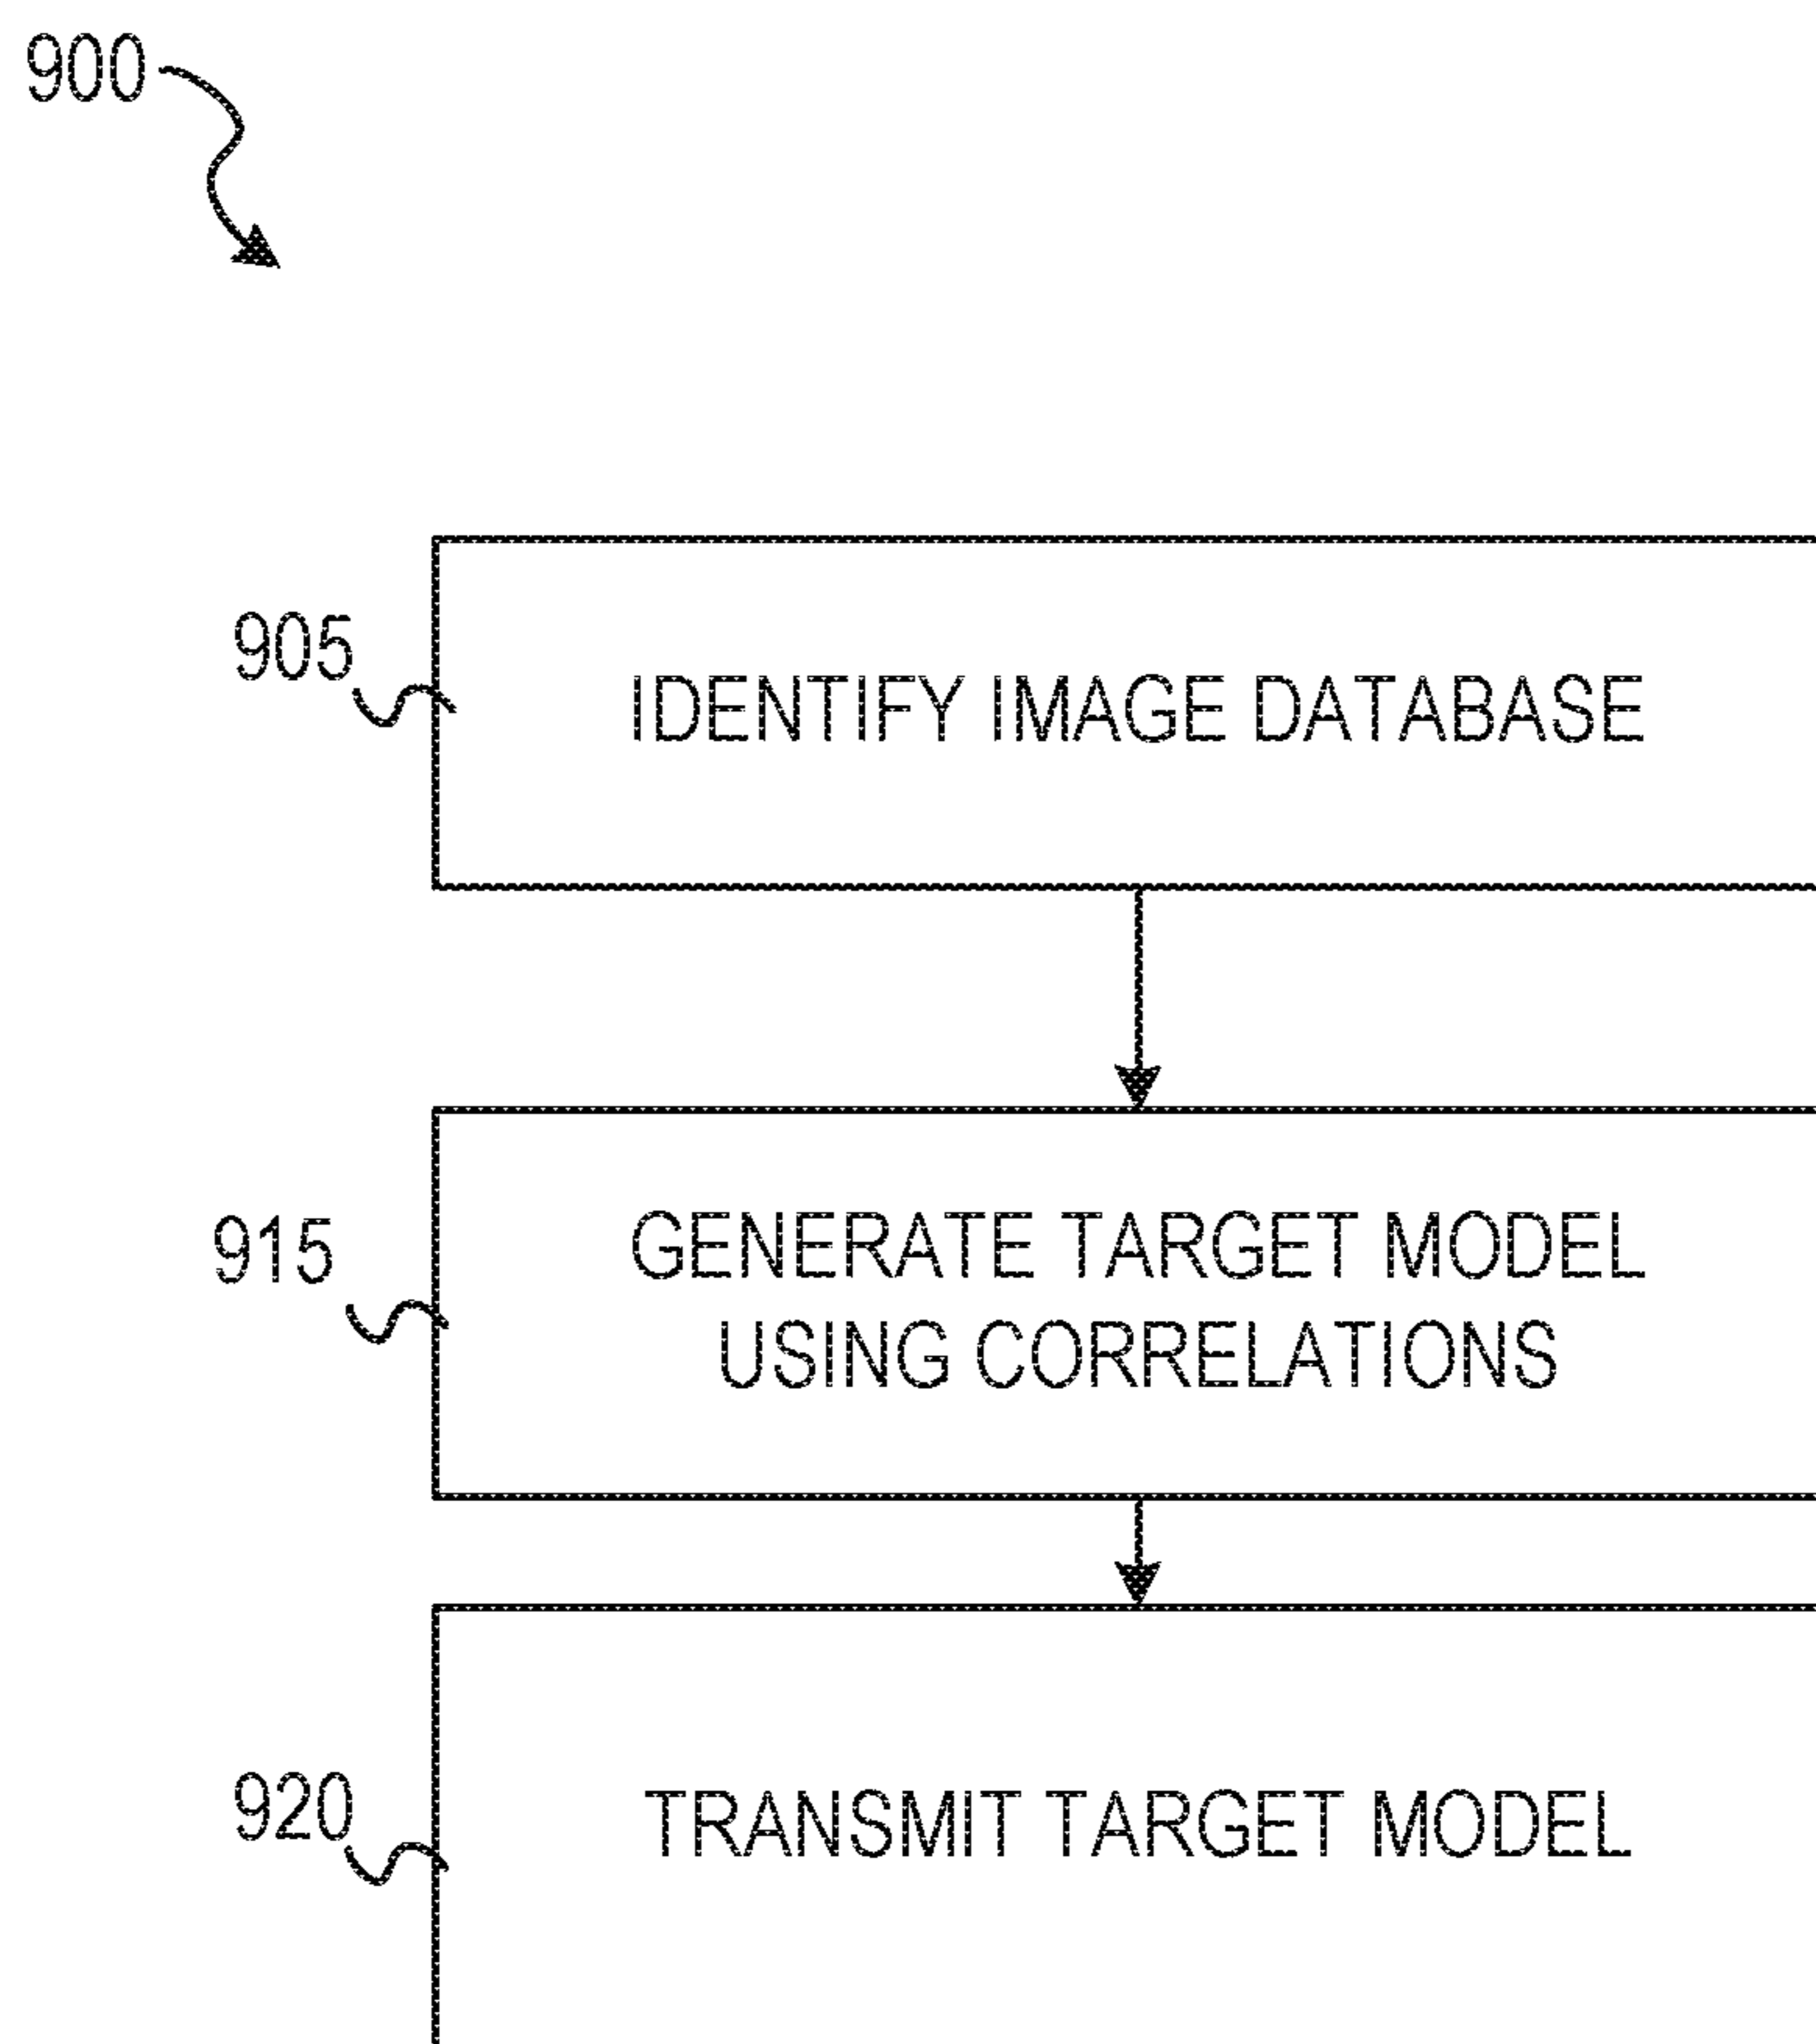 900
905
IDENTIFY IMAGE DATABASE
915
GENERATE TARGET MODEL
USING CORRELATIONS
920
TRANSMIT TARGET MODEL